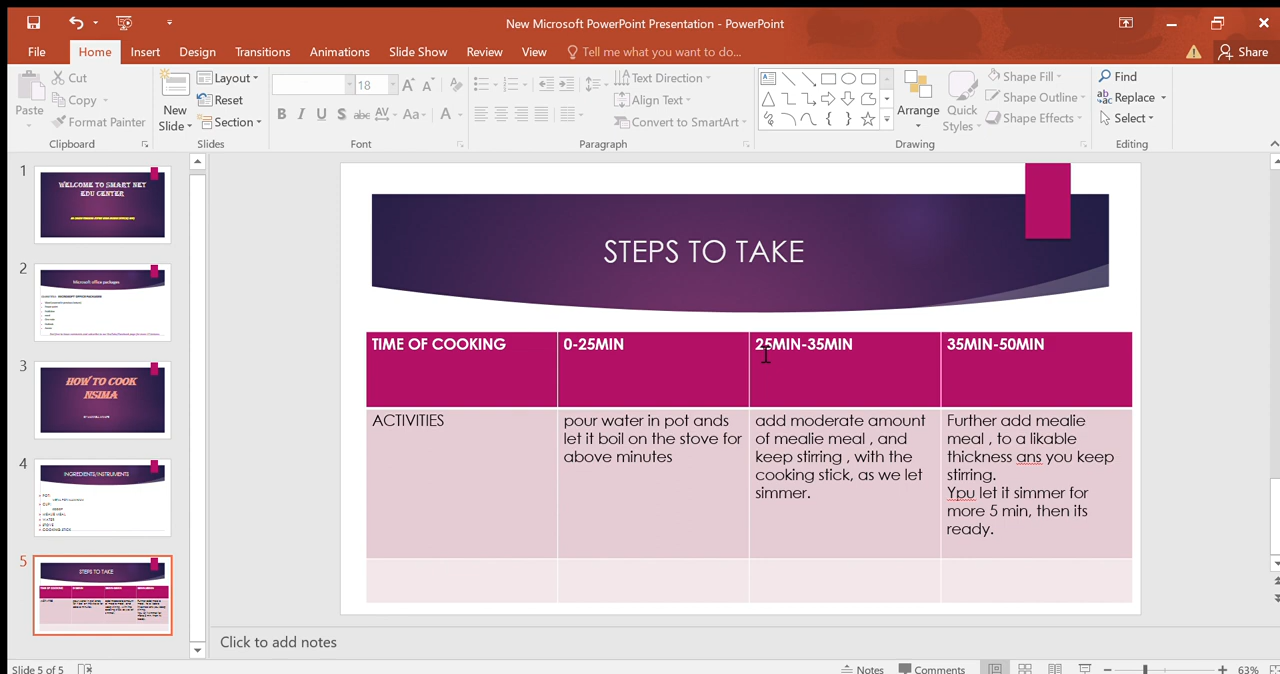 New Microsoft PowerPoint Presentation - PowerPoint
File Home Insert Design Transitions Animations Slide Show Review View Tell me what you want to do... Share
Paste Cut Copy Format Painter Clipboard
New Slide Layout Reset Section Slides
18 B I U S abc AV Aa A Font
Text Direction Align Text Convert to SmartArt Paragraph
Arrange Quick Styles Shape Fill Shape Outline Shape Effects Drawing
Find Replace Select Editing
1
WELCOME TO SMART NET
EDU CENTER
2
Microsoft office packages
3
HOW TO COOK
NSIMA
4
INGREDIENTS/INSTRUMENTS
5
STEPS TO TAKE
STEPS TO TAKE
TIME OF COOKING 0-25MIN 25MIN-35MIN 35MIN-50MIN
ACTIVITIES
pour water in pot ands
let it boil on the stove for
above minutes
add moderate amount
of mealie meal , and
keep stirring , with the
cooking stick, as we let
simmer.
Further add mealie
meal , to a likable
thickness ans you keep
stirring.
Ypu let it simmer for
more 5 min, then its
ready.
Click to add notes
Slide 5 of 5 Notes Comments 63%